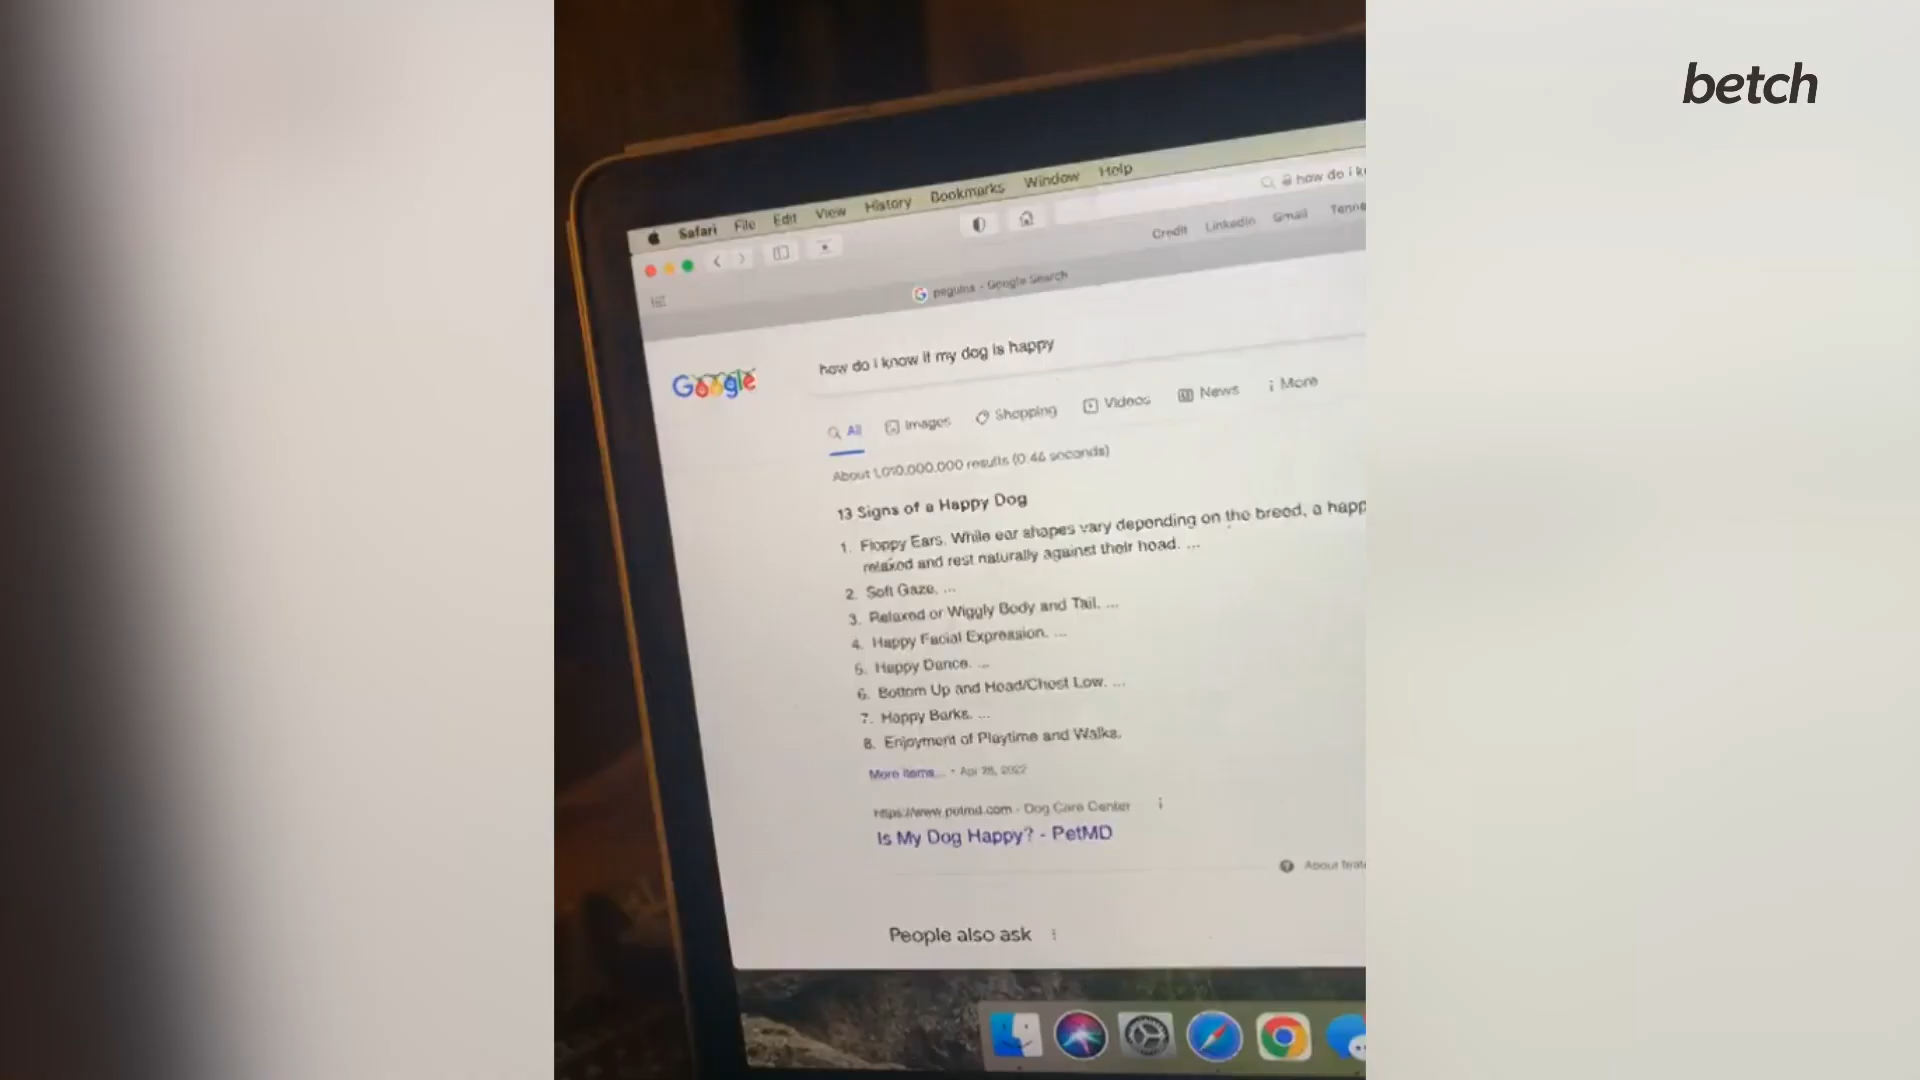 betch
Safari File Edit View History Bookmarks Window Help
how do i k
Credit LinkedIn Gmail Tenne
peguins - Google Search
Google
how do i know if my dog is happy
All Images Shopping Videos News More
About 1,010,000,000 results (0.46 seconds)
13 Signs of a Happy Dog
1. Floppy Ears. While ear shapes vary depending on the breed, a happ
relaxed and rest naturally against their head. ...
2. Soft Gaze. ...
3. Relaxed or Wiggly Body and Tail. ...
4. Happy Facial Expression. ...
5. Happy Dance. ...
6. Bottom Up and Head/Chest Low. ...
7. Happy Barks. ...
8. Enjoyment of Playtime and Walks.
More items... • Apr 26, 2022
https://www.petmd.com › Dog Care Center
Is My Dog Happy? - PetMD
About feat
People also ask